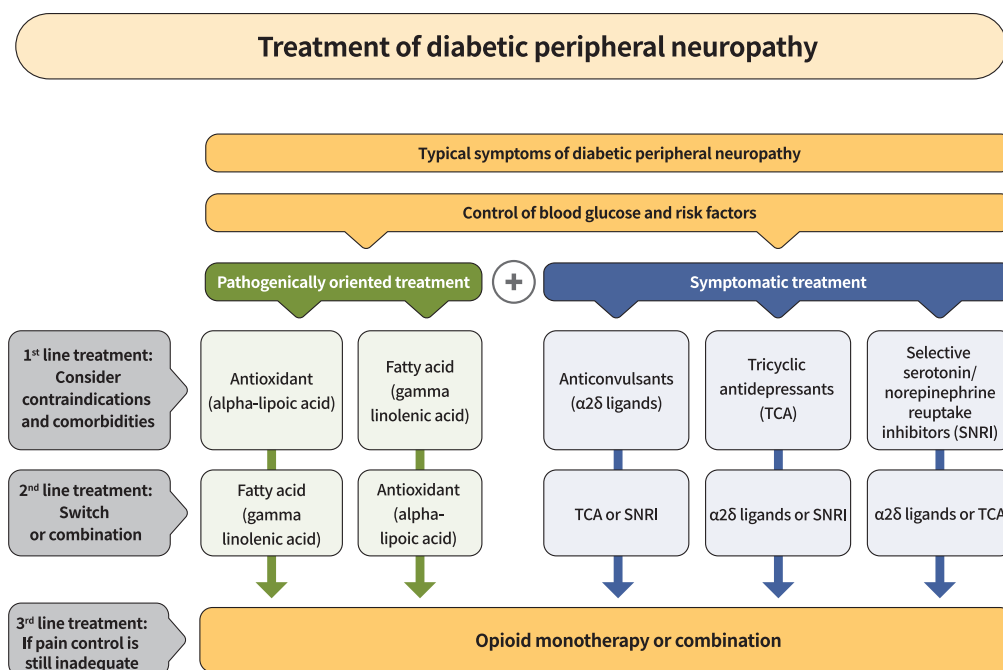 Treatment of diabetic peripheral neuropathy
Typical symptoms of diabetic peripheral neuropathy
Control of blood glucose and risk factors
Pathogenically oriented treatment
+
Symptomatic treatment
1st line treatment:
Consider
contraindications
and comorbidities
Antioxidant
(alpha-lipoic acid)
Fatty acid
(gamma
linolenic acid)
Anticonvulsants
(α2δ ligands)
Tricyclic
antidepressants
(TCA)
Selective
serotonin/
norepinephrine
reuptake
inhibitors (SNRI)
2nd line treatment:
Switch
or combination
Fatty acid
(gamma
linolenic acid)
Antioxidant
(alpha-
lipoic acid)
TCA or SNRI
α2δ ligands or SNRI
α2δ ligands or TCA
3rd line treatment:
If pain control is
still inadequate
Opioid monotherapy or combination